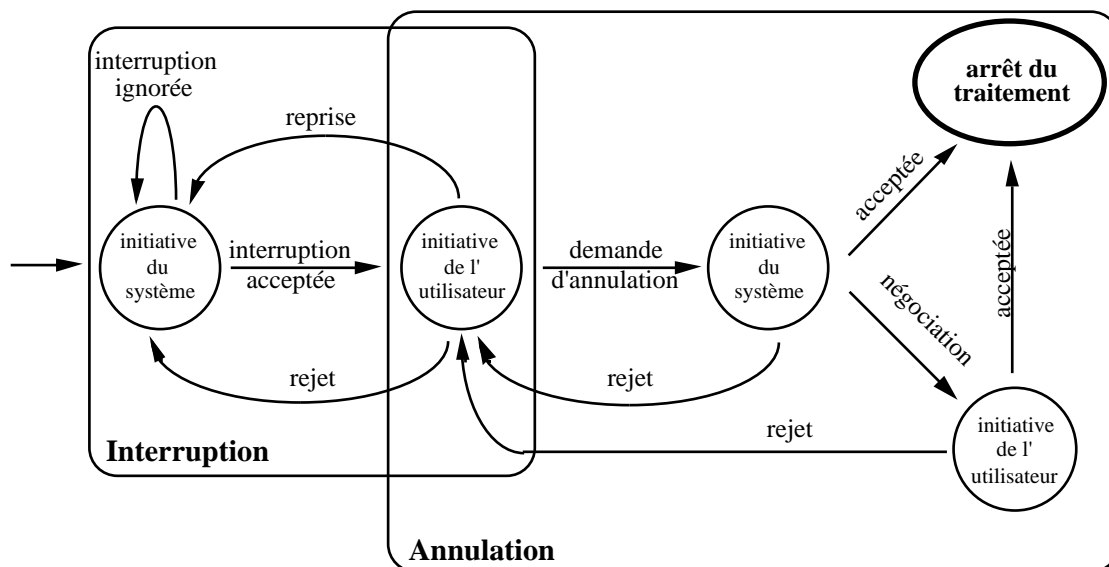 interruption
ignorée
arrêt du
traitement
reprise
acceptée
initiative
du
système
interruption
acceptée
initiative
de l'
utilisateur
demande
d'annulation
initiative
du
système
acceptée
négociation
rejet
rejet
rejet
initiative
de l'
utilisateur
Interruption
Annulation